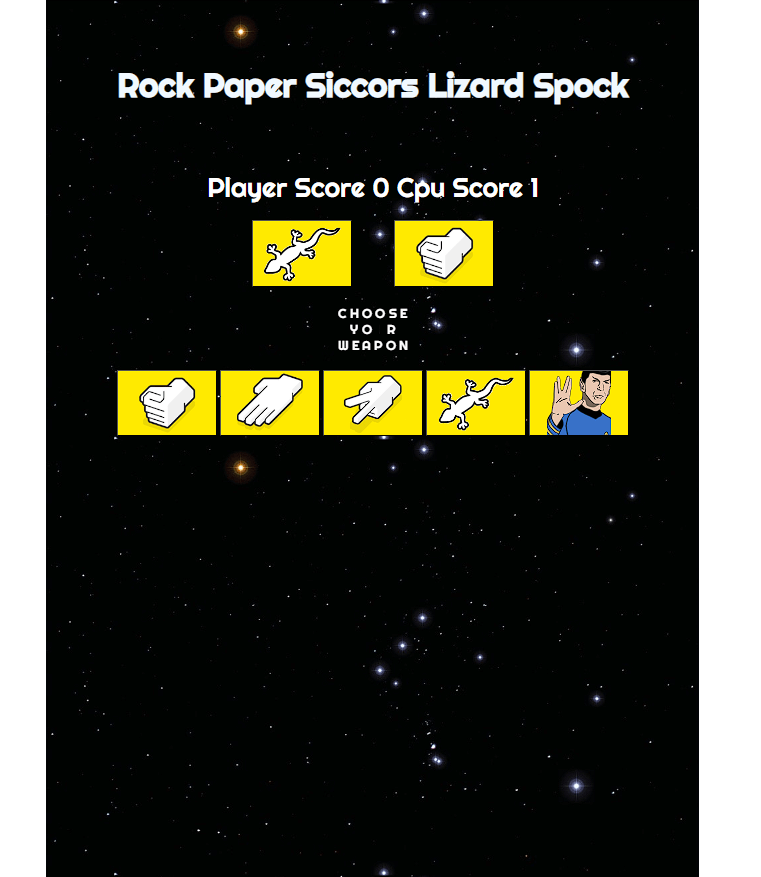 Rock Paper Siccors Lizard Spock
Player Score 0 Cpu Score 1
CHOOSE
YO R
WEAPON